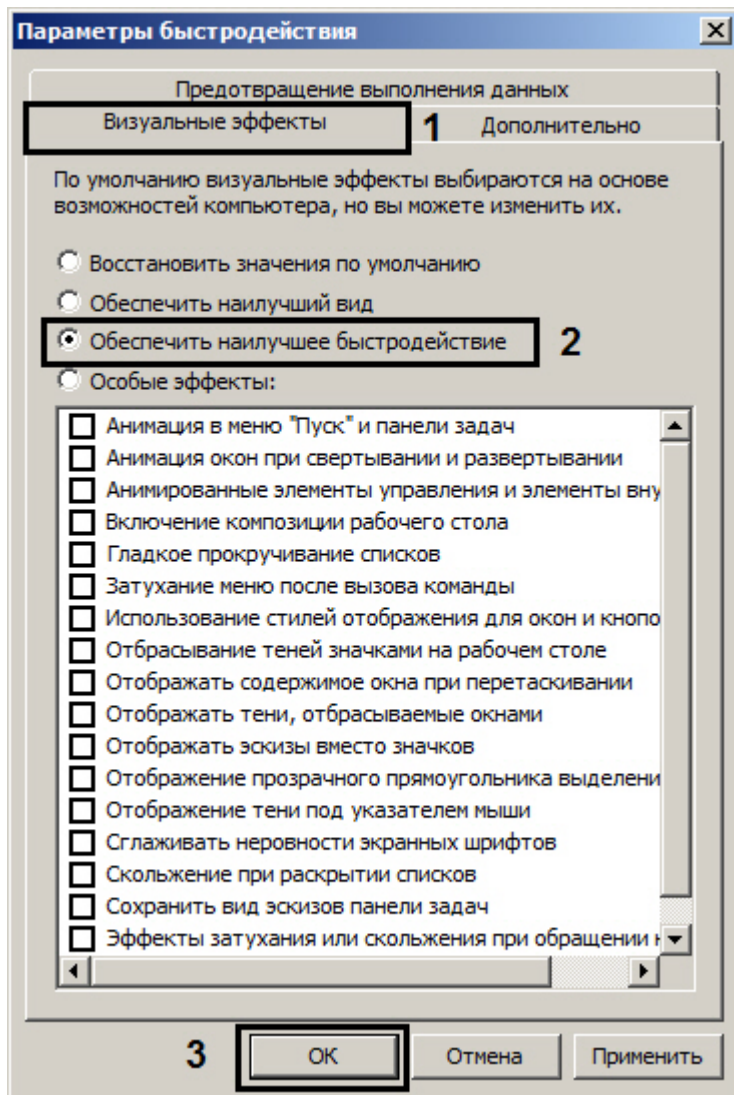 Параметры быстродействия
Предотвращение выполнения данных
Визуальные эффекты 1 Дополнительно
По умолчанию визуальные эффекты выбираются на основе
возможностей компьютера, но вы можете изменить их.
Восстановить значения по умолчанию
Обеспечить наилучший вид
Обеспечить наилучшее быстродействие 2
Особые эффекты:
Анимация в меню "Пуск" и панели задач
Анимация окон при свертывании и развертывании
Анимированные элементы управления и элементы вну
Включение композиции рабочего стола
Гладкое прокручивание списков
Затухание меню после вызова команды
Использование стилей отображения для окон и кнопо
Отбрасывание теней значками на рабочем столе
Отображать содержимое окна при перетаскивании
Отображать тени, отбрасываемые окнами
Отображать эскизы вместо значков
Отображение прозрачного прямоугольника выделени
Отображение тени под указателем мыши
Сглаживать неровности экранных шрифтов
Скольжение при раскрытии списков
Сохранить вид эскизов панели задач
Эффекты затухания или скольжения при обращении
3 ОК Отмена Применить